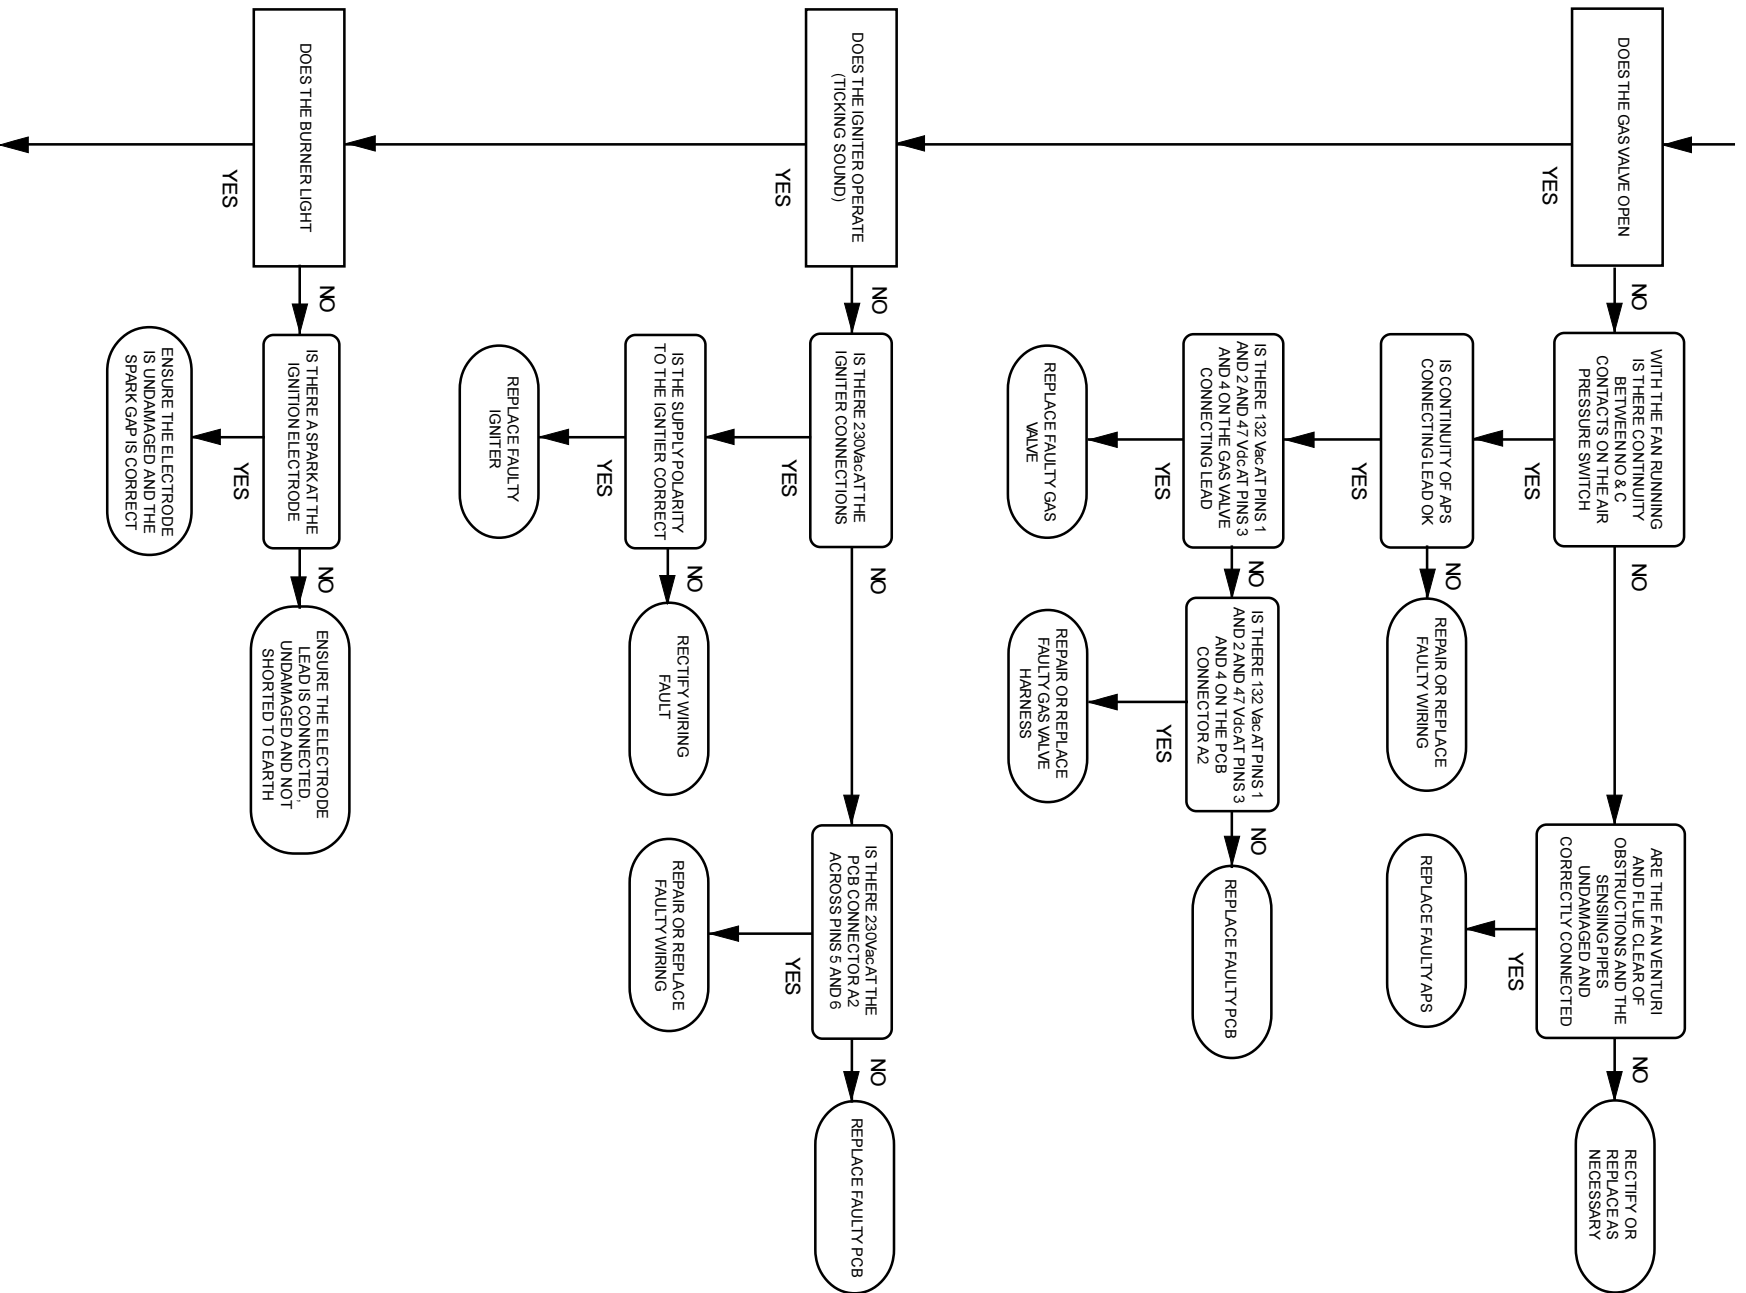 DOES THE GAS VALVE OPEN
YES
NO
WITH THE FAN RUNNING
IS THERE CONTINUITY
BETWEEN NO & C
CONTACTS ON THE AIR
PRESSURE SWITCH
YES
NO
ARE THE FAN VENTURI
AND FLUE CLEAR OF
OBSTRUCTIONS AND THE
SENSING PIPES
UNDAMAGED AND
CORRECTLY CONNECTED
YES
NO
RECTIFY OR
REPLACE AS
NECESSARY
IS CONTINUITY OF APS
CONNECTING LEAD OK
YES
NO
REPAIR OR REPLACE
FAULTY WIRING
REPLACE FAULTY APS
IS THERE 132 Vac AT PINS 1
AND 2 AND 47 Vdc AT PINS 3
AND 4 ON THE GAS VALVE
CONNECTING LEAD
YES
NO
IS THERE 132 Vac AT PINS 1
AND 2 AND 47 Vdc AT PINS 3
AND 4 ON THE PCB
CONNECTOR A2
YES
NO
REPLACE FAULTY PCB
REPLACE FAULTY GAS
VALVE
REPAIR OR REPLACE
FAULTY GAS VALVE
HARNESS
DOES THE IGNITER OPERATE
(TICKING SOUND)
YES
NO
IS THERE 230Vac AT THE
IGNITER CONNECTIONS
YES
NO
IS THERE 230Vac AT THE
PCB CONNECTOR A2
ACROSS PINS 5 AND 6
YES
NO
REPLACE FAULTY PCB
IS THE SUPPLY POLARITY
TO THE IGNTIER CORRECT
YES
NO
RECTIFY WIRING
FAULT
REPAIR OR REPLACE
FAULTY WIRING
REPLACE FAULTY
IGNITER
DOES THE BURNER LIGHT
YES
NO
IS THERE A SPARK AT THE
IGNITION ELECTRODE
YES
NO
ENSURE THE ELECTRODE
LEAD IS CONNECTED,
UNDAMAGED AND NOT
SHORTED TO EARTH
ENSURE THE ELECTRODE
IS UNDAMAGED AND THE
SPARK GAP IS CORRECT